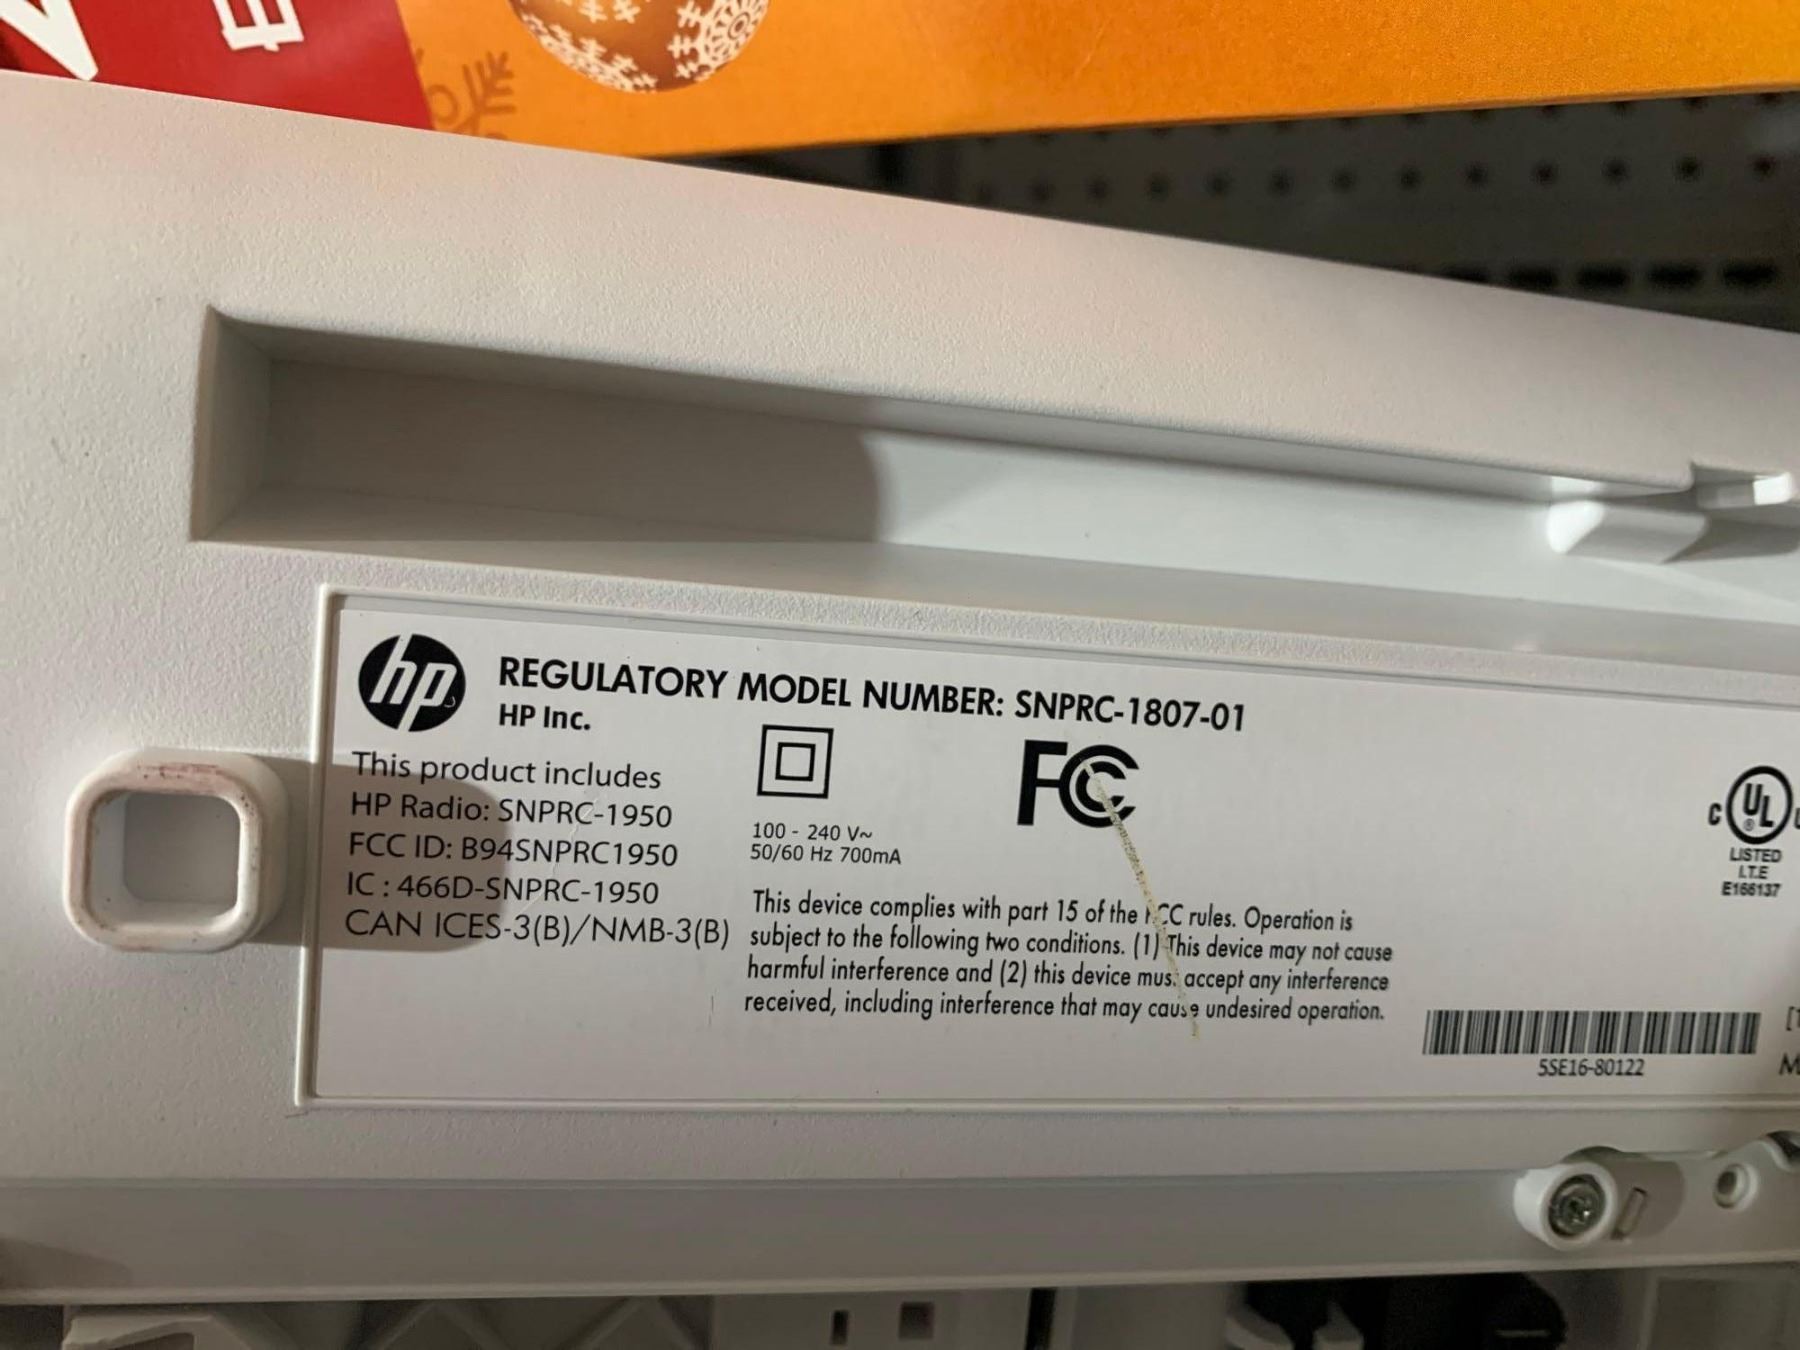 E
hp
REGULATORY MODEL NUMBER: SNPRC-1807-01
HP Inc.
This product includes
HP Radio: SNPRC-1950
FCC ID: B94SNPRC1950
IC : 466D-SNPRC-1950
CAN ICES-3(B)/NMB-3(B)
100 - 240 V~
50/60 Hz 700mA
FC
This device complies with part 15 of the FCC rules. Operation is
subject to the following two conditions. (1) This device may not cause
harmful interference and (2) this device must accept any interference
received, including interference that may cause undesired operation.
C UL ®
LISTED
I.T.E
E166137
5SE16-80122